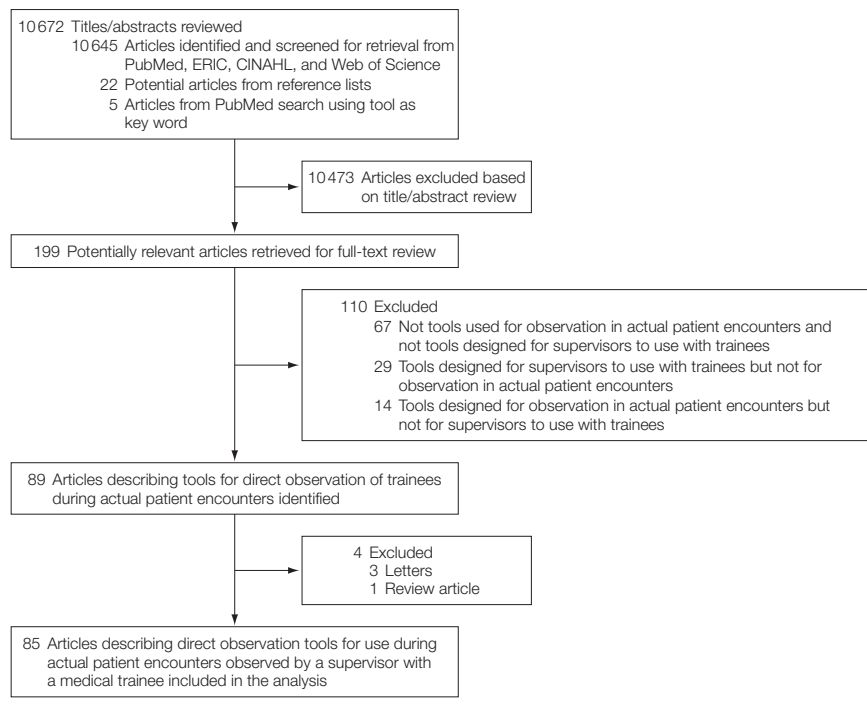 10672 Titles/abstracts reviewed
10645 Articles identified and screened for retrieval from
PubMed, ERIC, CINAHL, and Web of Science
22 Potential articles from reference lists
5 Articles from PubMed search using tool as
key word
10473 Articles excluded based
on title/abstract review
199 Potentially relevant articles retrieved for full-text review
110 Excluded
67 Not tools used for observation in actual patient encounters and
not tools designed for supervisors to use with trainees
29 Tools designed for supervisors to use with trainees but not for
observation in actual patient encounters
14 Tools designed for observation in actual patient encounters but
not for supervisors to use with trainees
89 Articles describing tools for direct observation of trainees
during actual patient encounters identified
4 Excluded
3 Letters
1 Review article
85 Articles describing direct observation tools for use during
actual patient encounters observed by a supervisor with
a medical trainee included in the analysis